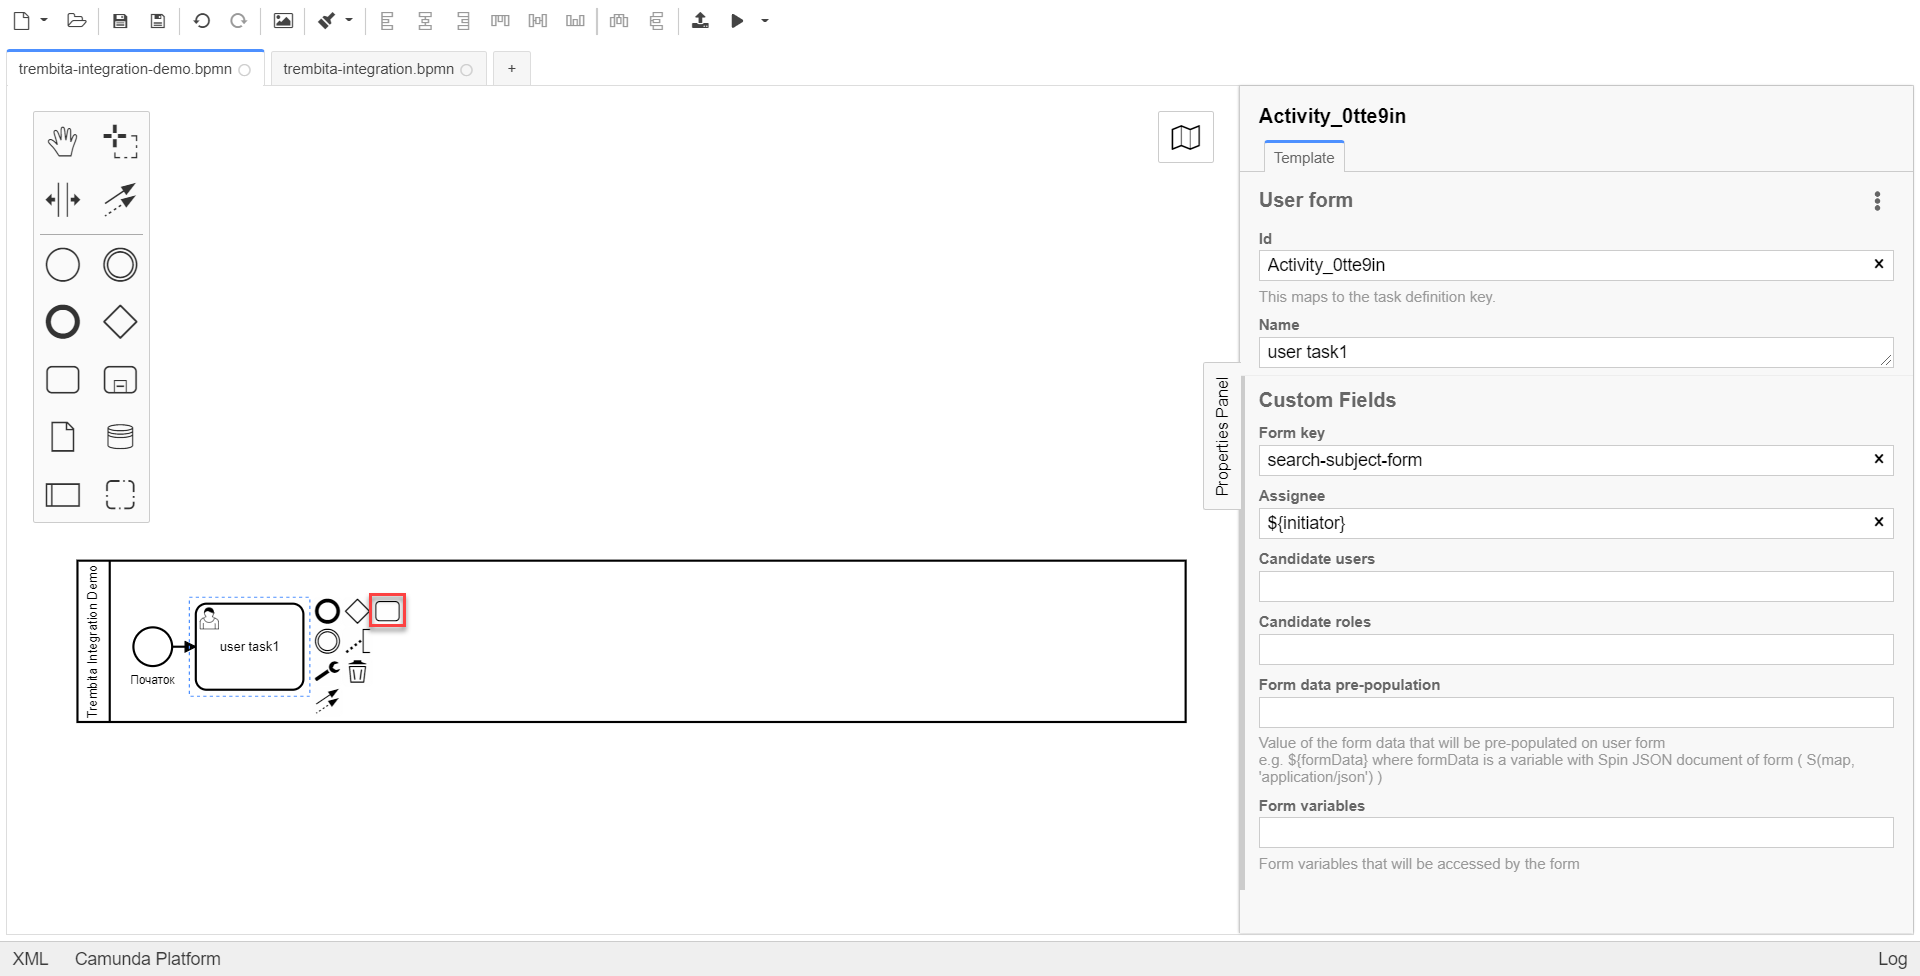 trembita-integration-demo.bpmn
trembita-integration.bpmn
+
Activity_0tte9in
Template
User form
Id
Activity_0tte9in
This maps to the task definition key.
Name
user task1
Properties Panel
Custom Fields
Form key
search-subject-form
Assignee
${initiator}
Candidate users
Candidate roles
Form data pre-population
Value of the form data that will be pre-populated on user form
e.g. ${formData} where formData is a variable with Spin JSON document of form ( S(map,
'application/json') )
Form variables
Form variables that will be accessed by the form
Trembita Integration Demo
user task1
Початок
XML
Camunda Platform
Log